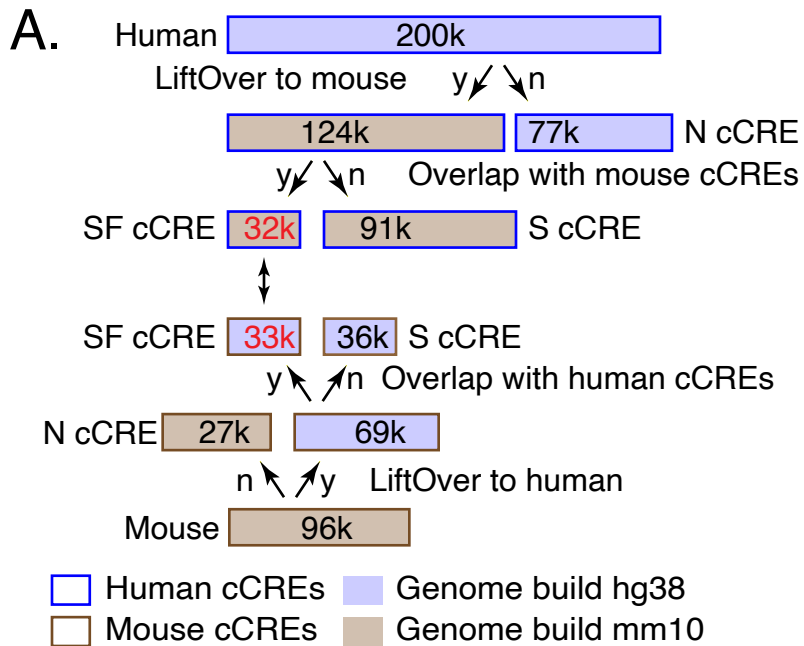 A.
Human 200k
LiftOver to mouse y n
124k 77k N cCRE
y n Overlap with mouse cCREs
SF cCRE 32k 91k S cCRE
SF cCRE 33k 36k S cCRE
y n Overlap with human cCREs
N cCRE 27k 69k
n y LiftOver to human
Mouse 96k
Human cCREs Genome build hg38
Mouse cCREs Genome build mm10